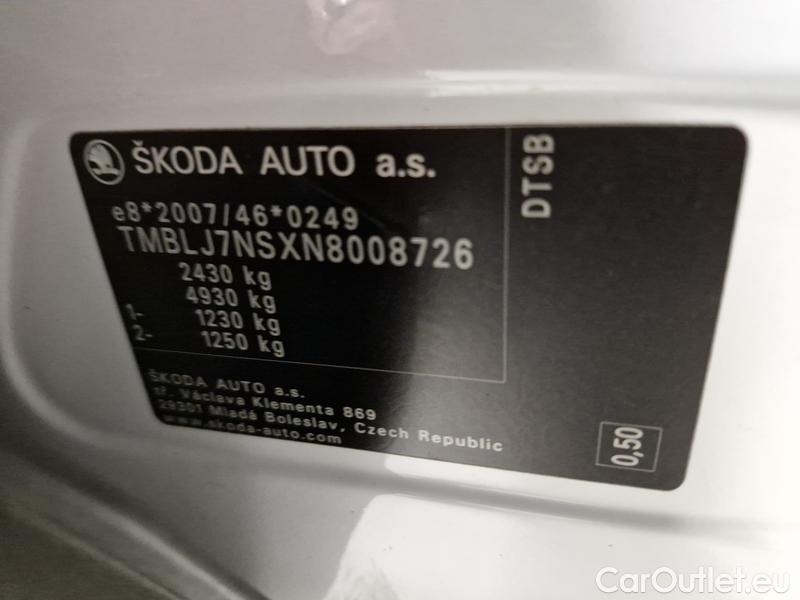 ŠKODA AUTO a.s.
e8*2007/46*0249
TMBLJ7NSXN8008726
2430 kg
4930 kg
1- 1230 kg
2- 1250 kg
ŠKODA AUTO a.s.
tř. Václava Klementa 869
29301 Mladá Boleslav, Czech Republic
www.skoda-auto.com
DTSB
0,50
CarOutlet.eu